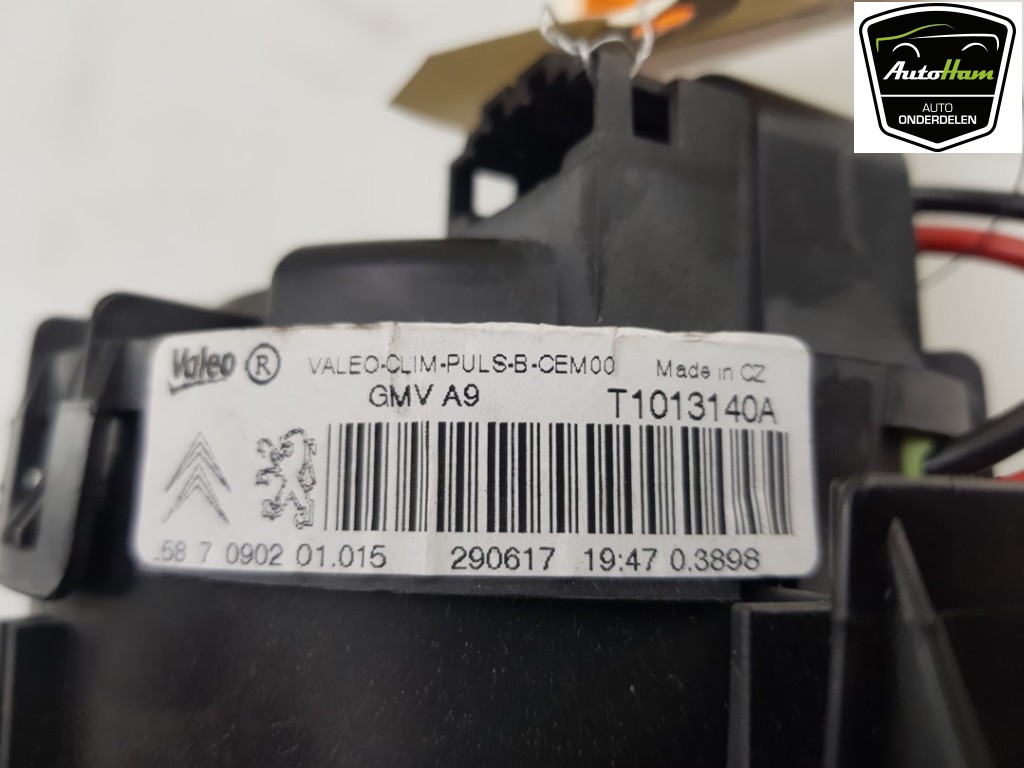 AutoHam
AUTO
ONDERDELEN
Valeo ® VALEO-CLIM-PULS-B-CEM00 Made in CZ
GMV A9 T1013140A
58 7 0902 01.015 290617 19:47 0.3898